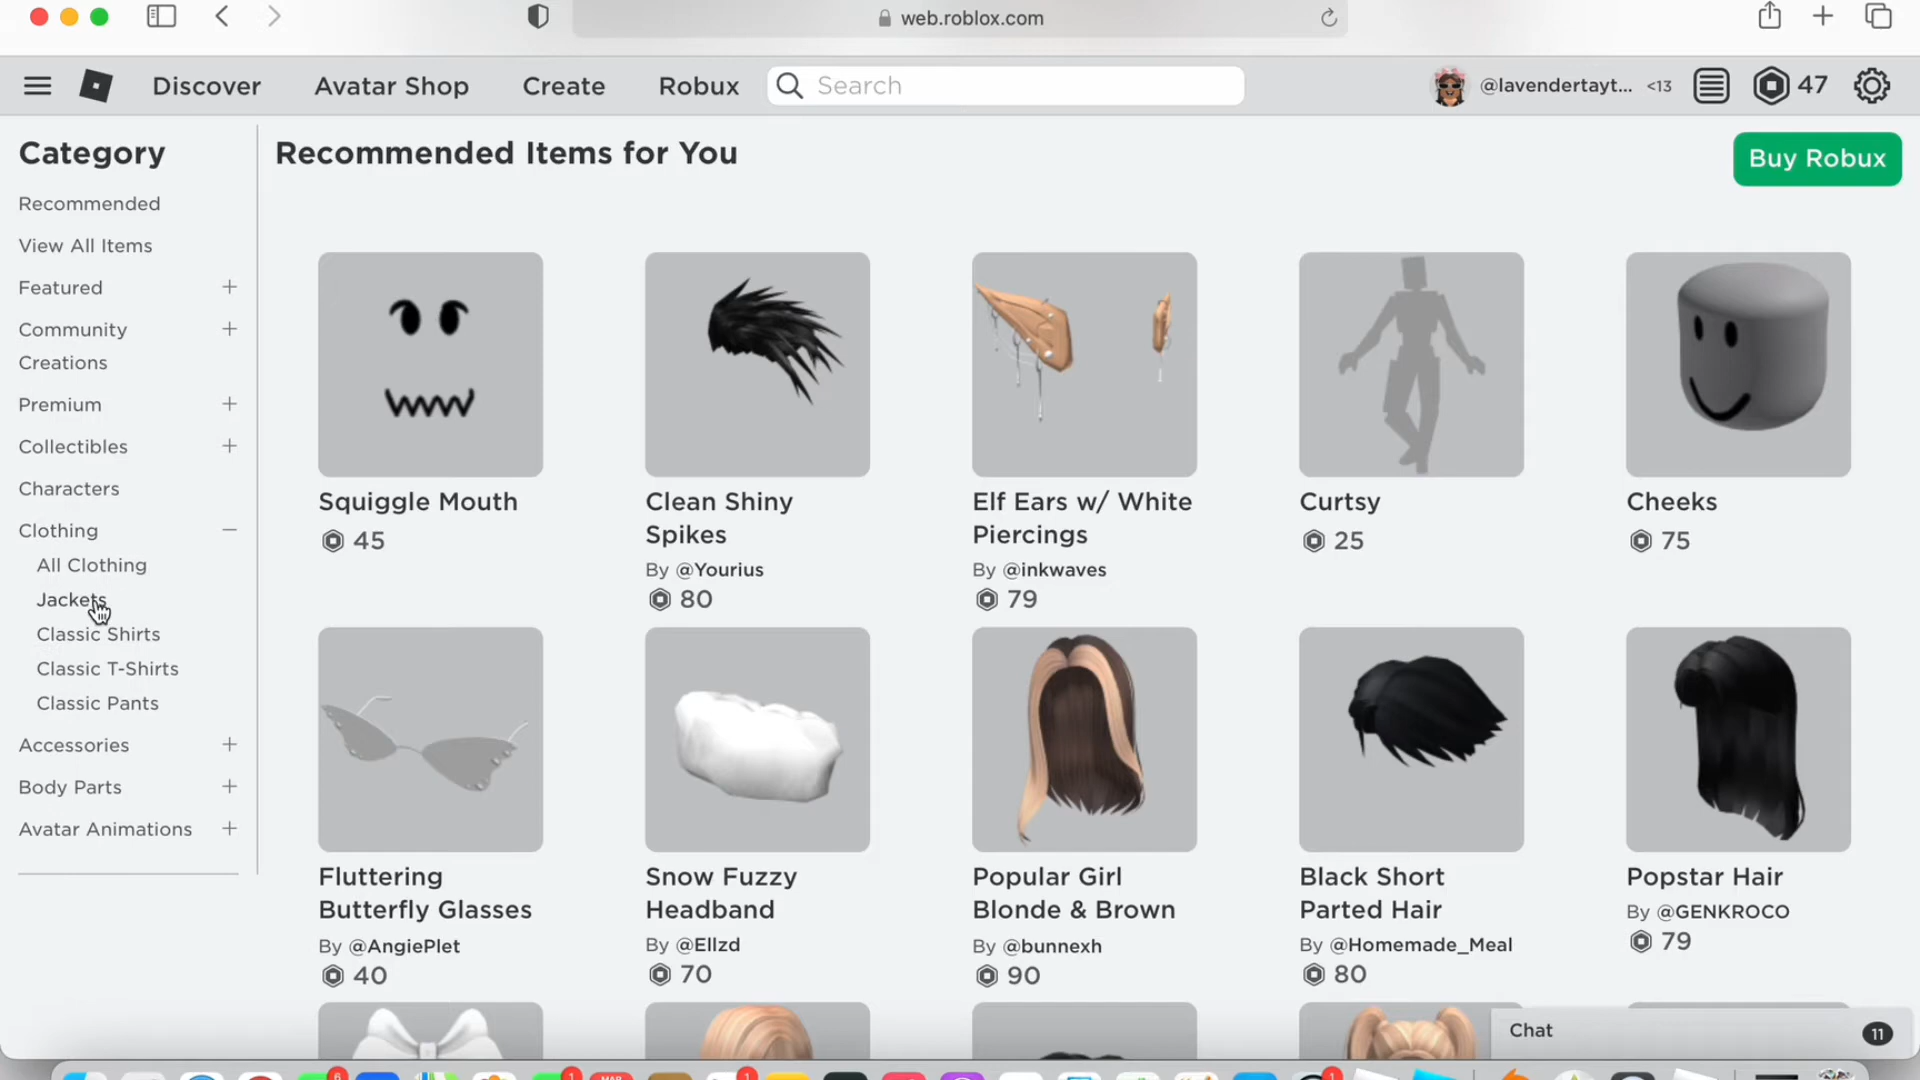 web.roblox.com
Discover
Avatar Shop
Create
Robux
Search
@lavendertayt...
<13
47
Category
Recommended
View All Items
Featured
Community
Creations
Premium
Collectibles
Characters
Clothing
All Clothing
Jackets
Classic Shirts
Classic T-Shirts
Classic Pants
Accessories
Body Parts
Avatar Animations
Recommended Items for You
Buy Robux
Squiggle Mouth
45
Clean Shiny
Spikes
By @Yourius
80
Elf Ears w/ White
Piercings
By @inkwaves
79
Curtsy
25
Cheeks
75
Fluttering
Butterfly Glasses
By @AngiePlet
40
Snow Fuzzy
Headband
By @Ellzd
70
Popular Girl
Blonde & Brown
By @bunnexh
90
Black Short
Parted Hair
By @Homemade_Meal
80
Popstar Hair
By @GENKROCO
79
Chat
11
6
1
MAR
1
1